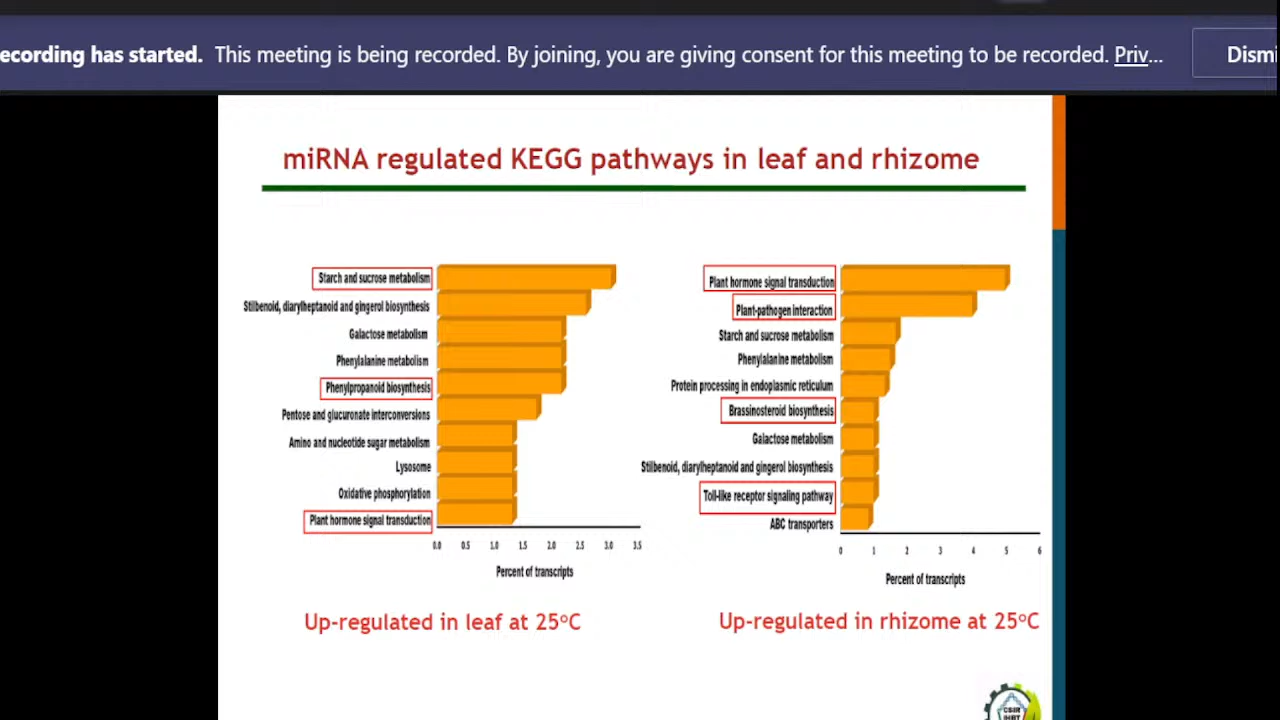 ecording has started. This meeting is being recorded. By joining, you are giving consent for this meeting to be recorded. Priv...
Dismi
miRNA regulated KEGG pathways in leaf and rhizome
Starch and sucrose metabolism
Stilbenoid, diarylheptanoid and gingerol biosynthesis
Galactose metabolism
Phenylalanine metabolism
Phenylpropanoid biosynthesis
Pentose and glucuronate interconversions
Amino and nucleotide sugar metabolism
Lysosome
Oxidative phosphorylation
Plant hormone signal transduction
0.0 0.5 1.0 1.5 2.0 2.5 3.0 3.5
Percent of transcripts
Up-regulated in leaf at 25°C
Plant hormone signal transduction
Plant-pathogen interaction
Starch and sucrose metabolism
Phenylalanine metabolism
Protein processing in endoplasmic reticulum
Brassinosteroid biosynthesis
Galactose metabolism
Stilbenoid, diarylheptanoid and gingerol biosynthesis
Toll-like receptor signaling pathway
ABC transporters
0 1 2 3 4 5 6
Percent of transcripts
Up-regulated in rhizome at 25°C
CSIR
IHBT